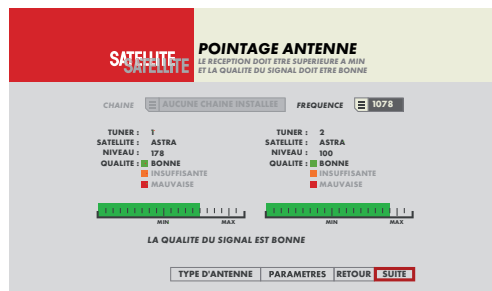 SATELLITE
SATELLITE
POINTAGE ANTENNE
LE RECEPTION DOIT ETRE SUPERIEURE A MIN
ET LA QUALITE DU SIGNAL DOIT ETRE BONNE
CHAINE AUCUNE CHAINE INSTALLEE FREQUENCE 1078
TUNER : 1
SATELLITE : ASTRA
NIVEAU : 178
QUALITE : BONNE
INSUFFISANTE
MAUVAISE
TUNER : 2
SATELLITE : ASTRA
NIVEAU : 100
QUALITE : BONNE
INSUFFISANTE
MAUVAISE
MIN MAX
MIN MAX
LA QUALITE DU SIGNAL EST BONNE
TYPE D'ANTENNE PARAMETRES RETOUR SUITE